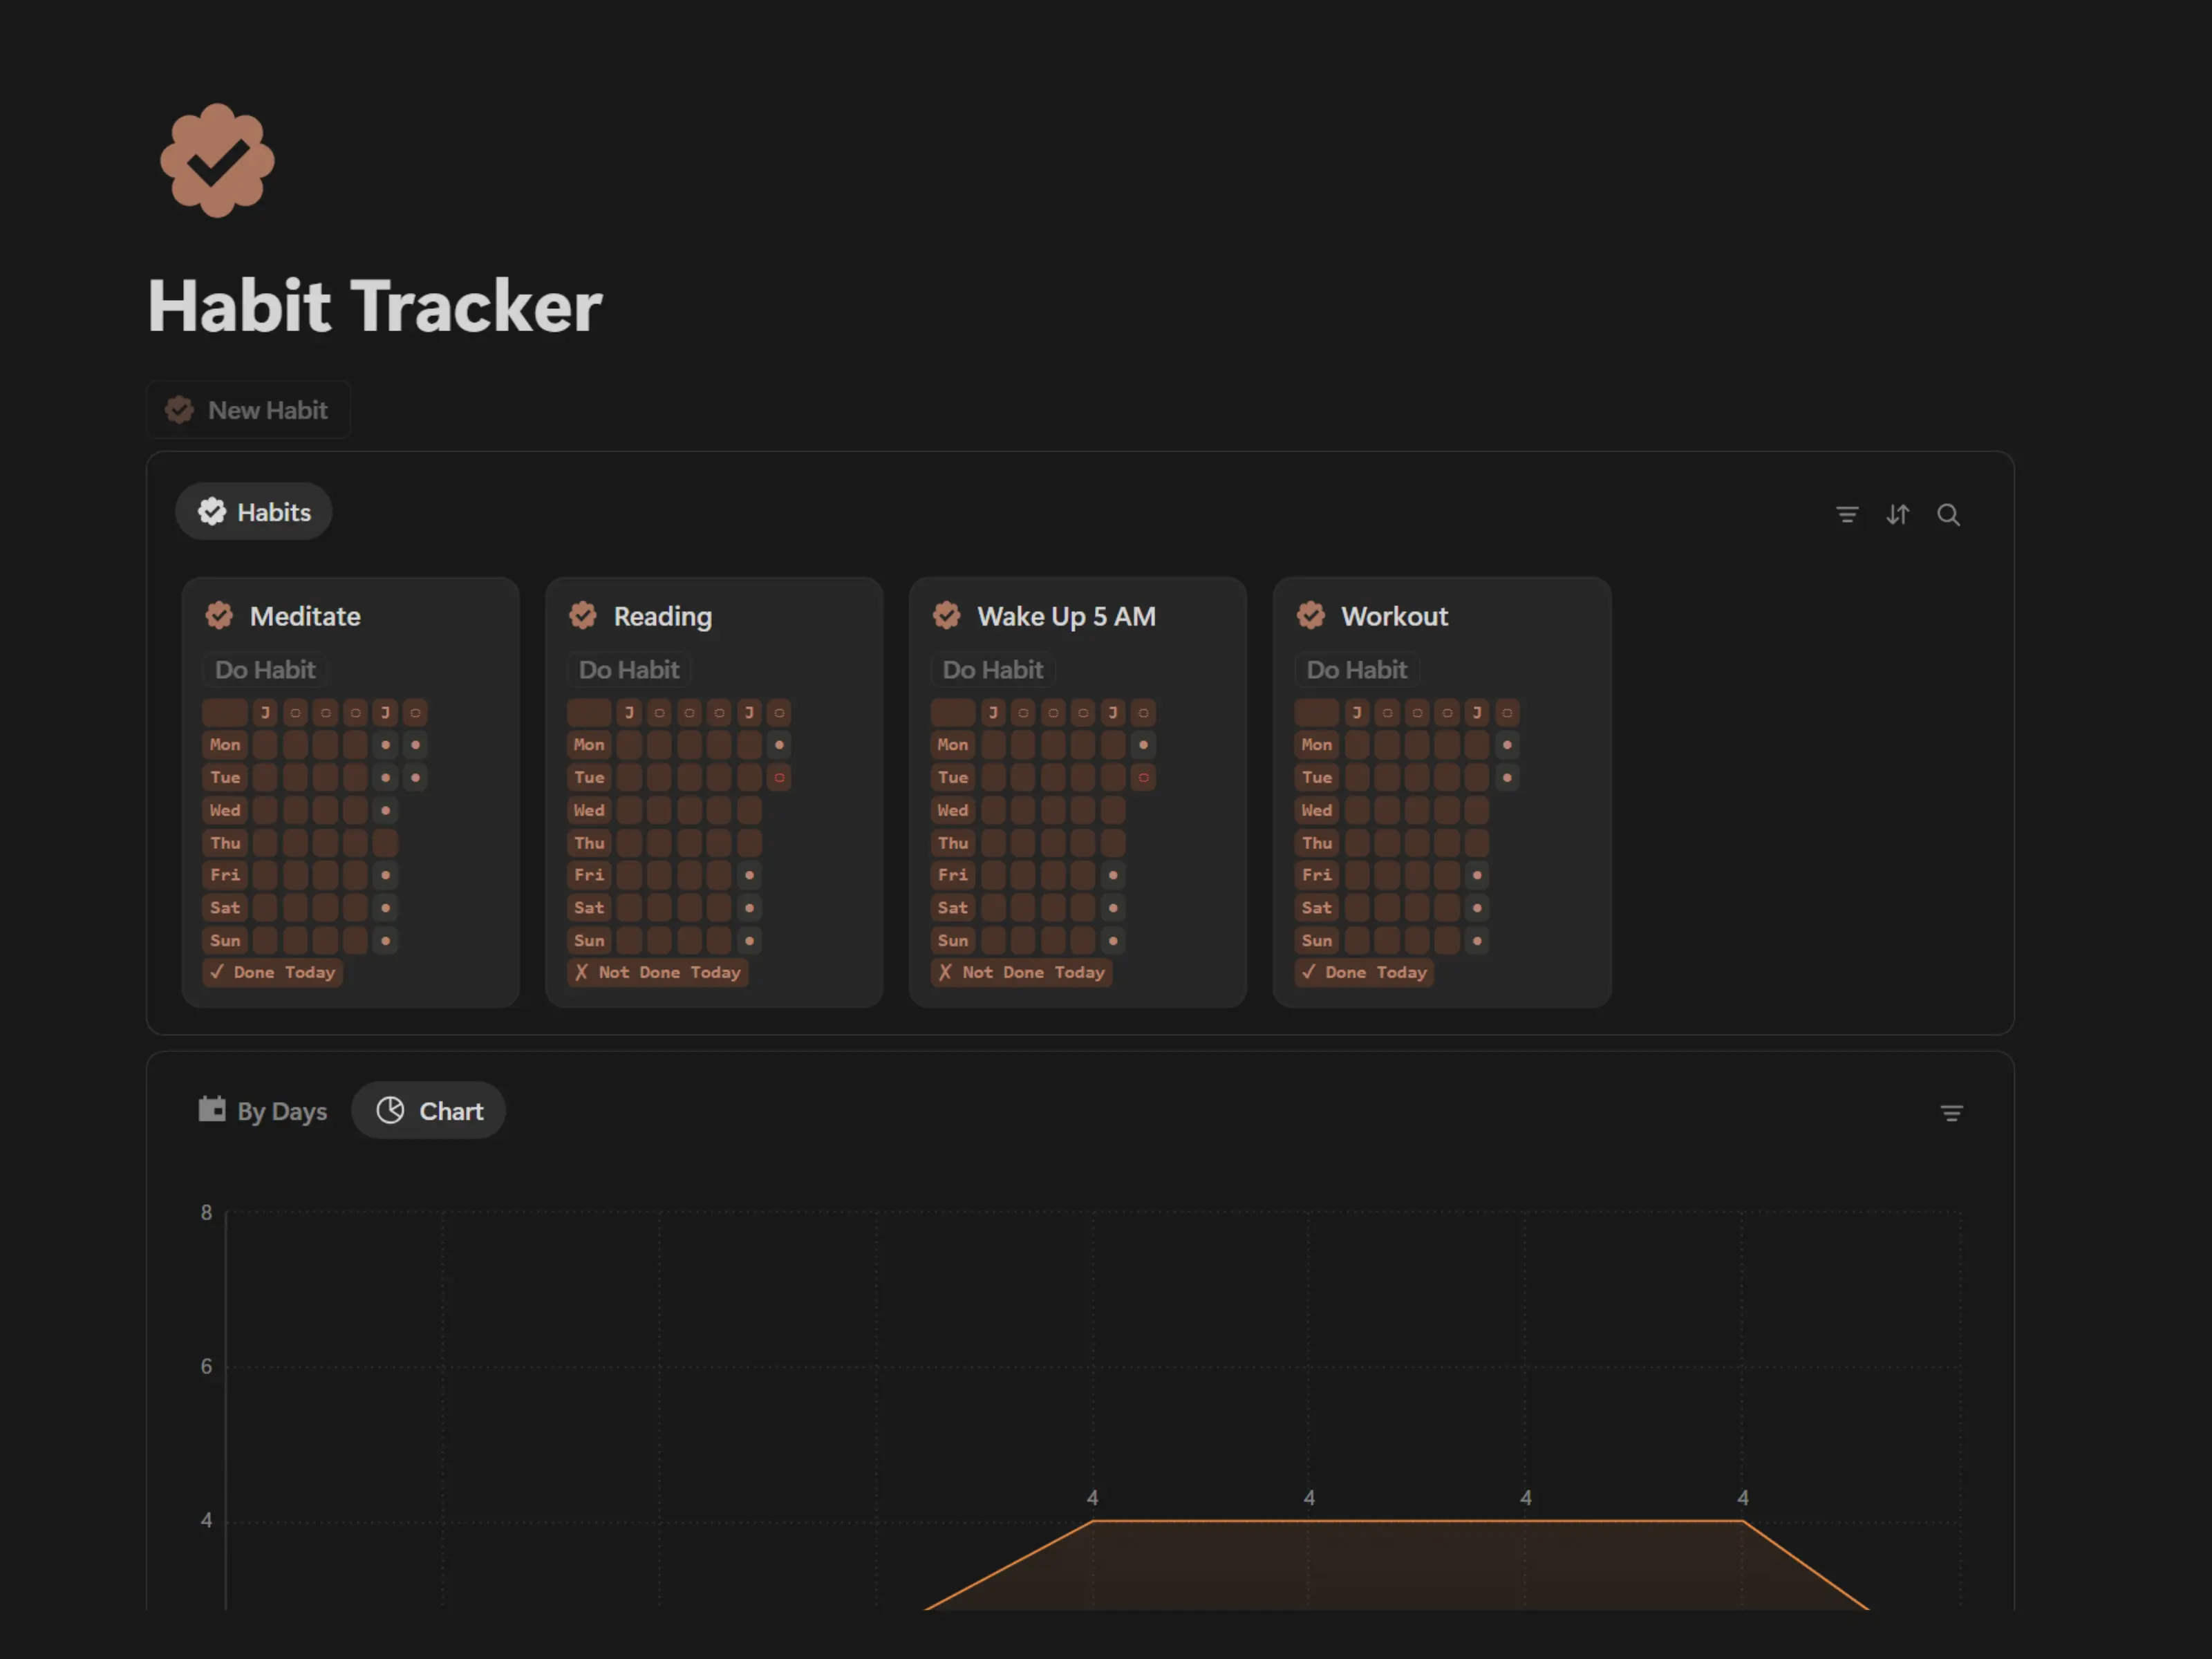 Habit Tracker
New Habit
Habits
Meditate
Do Habit
J ▢ ▢ ▢ J ▢
Mon ● ●
Tue ● ●
Wed ●
Thu
Fri ●
Sat ●
Sun ●
✓ Done Today
Reading
Do Habit
J ▢ ▢ ▢ J ▢
Mon ●
Tue ▢
Wed
Thu
Fri ●
Sat ●
Sun ●
✗ Not Done Today
Wake Up 5 AM
Do Habit
J ▢ ▢ ▢ J ▢
Mon ●
Tue ▢
Wed
Thu
Fri ●
Sat ●
Sun ●
✗ Not Done Today
Workout
Do Habit
J ▢ ▢ ▢ J ▢
Mon ●
Tue ●
Wed
Thu
Fri ●
Sat ●
Sun ●
✓ Done Today
By Days
Chart
8
6
4
4 4 4 4